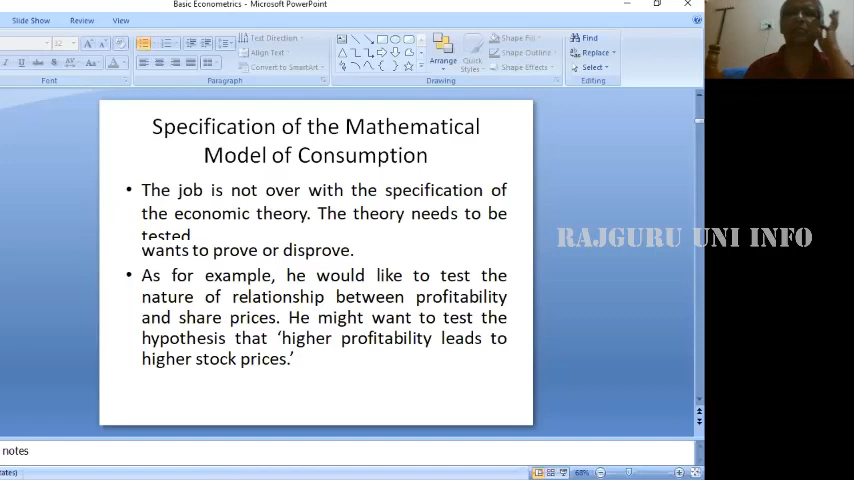 Basic Econometrics - Microsoft PowerPoint
Slide Show Review View
32
Text Direction
Align Text
Convert to SmartArt
Arrange
Quick Styles
Shape Fill
Shape Outline
Shape Effects
Find
Replace
Select
Font
Paragraph
Drawing
Editing
Specification of the Mathematical
Model of Consumption
• The job is not over with the specification of
the economic theory. The theory needs to be
tested
wants to prove or disprove.
• As for example, he would like to test the
nature of relationship between profitability
and share prices. He might want to test the
hypothesis that ‘higher profitability leads to
higher stock prices.’
RAJGURU UNI INFO
notes
tates)
68%